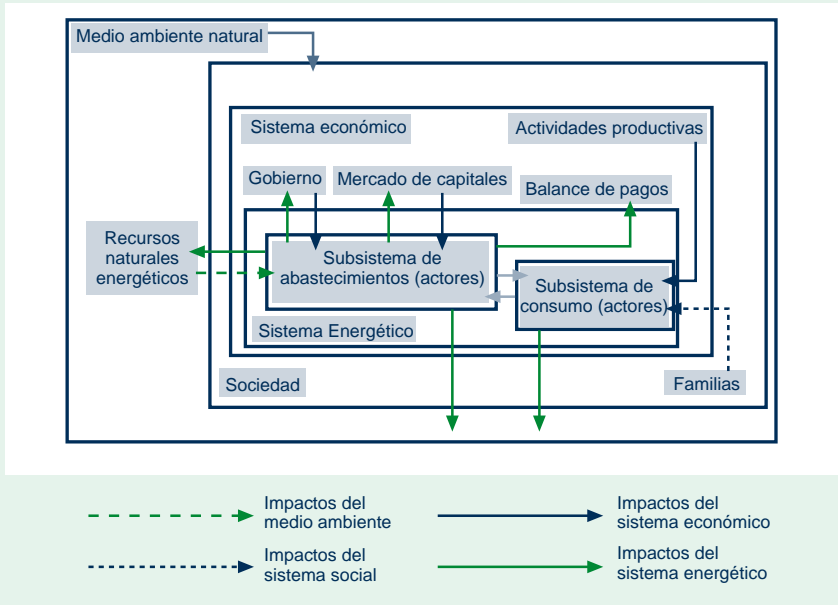 Medio ambiente natural
Sistema económico
Actividades productivas
Gobierno
Mercado de capitales
Balance de pagos
Recursos
naturales
energéticos
Subsistema de
abastecimientos (actores)
Subsistema de
consumo (actores)
Sistema Energético
Sociedad
Familias
Impactos del
medio ambiente
Impactos del
sistema económico
Impactos del
sistema social
Impactos del
sistema energético